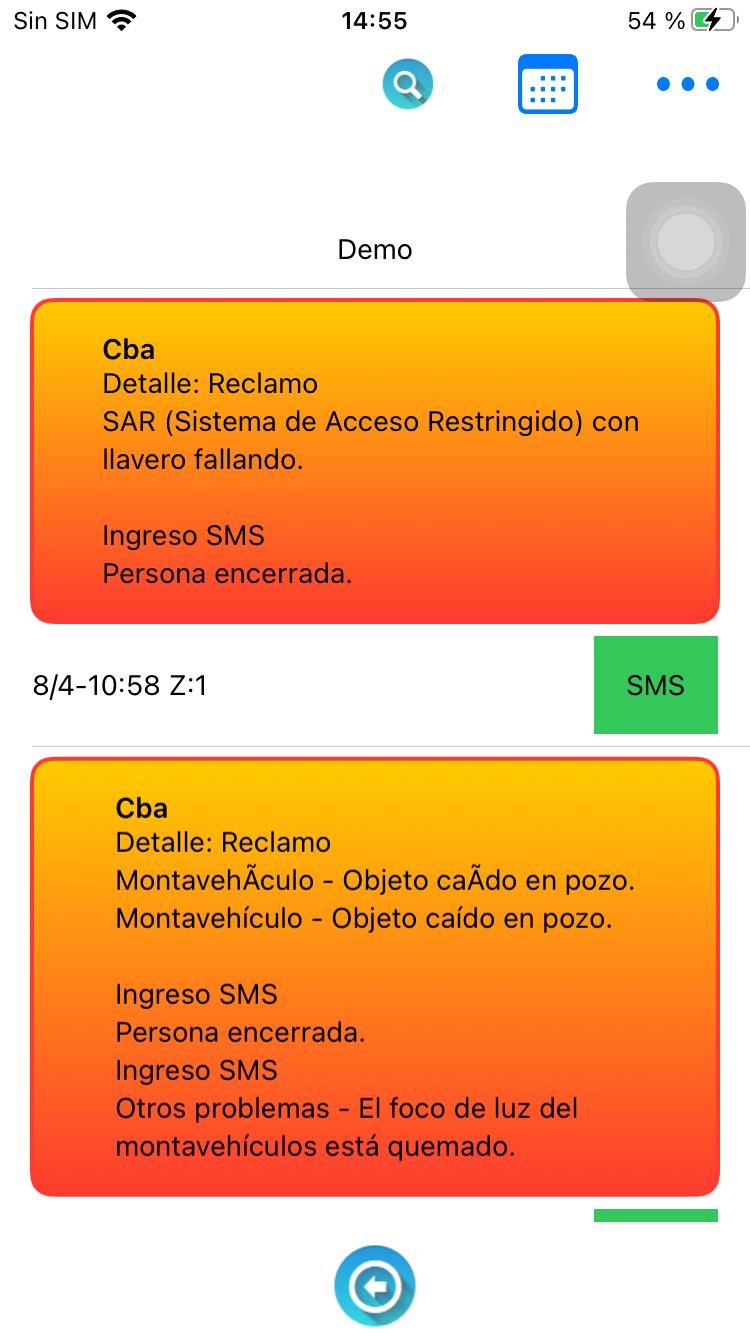 Sin SIM 14:55 54 %
Demo
Cba
Detalle: Reclamo
SAR (Sistema de Acceso Restringido) con
llavero fallando.
Ingreso SMS
Persona encerrada.
8/4-10:58 Z:1 SMS
Cba
Detalle: Reclamo
MontavehÃculo - Objeto caÃdo en pozo.
Montavehículo - Objeto caído en pozo.
Ingreso SMS
Persona encerrada.
Ingreso SMS
Otros problemas - El foco de luz del
montavehículos está quemado.